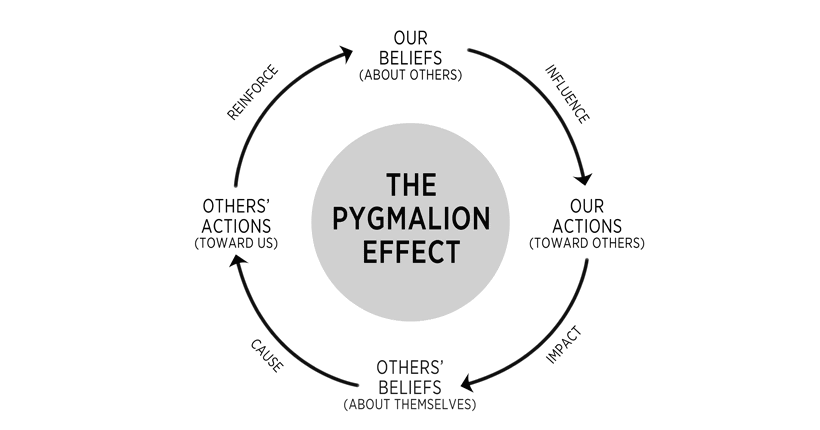 OUR
BELIEFS
(ABOUT OTHERS)
INFLUENCE
OUR
ACTIONS
(TOWARD OTHERS)
IMPACT
OTHERS'
BELIEFS
(ABOUT THEMSELVES)
CAUSE
OTHERS'
ACTIONS
(TOWARD US)
REINFORCE
THE
PYGMALION
EFFECT